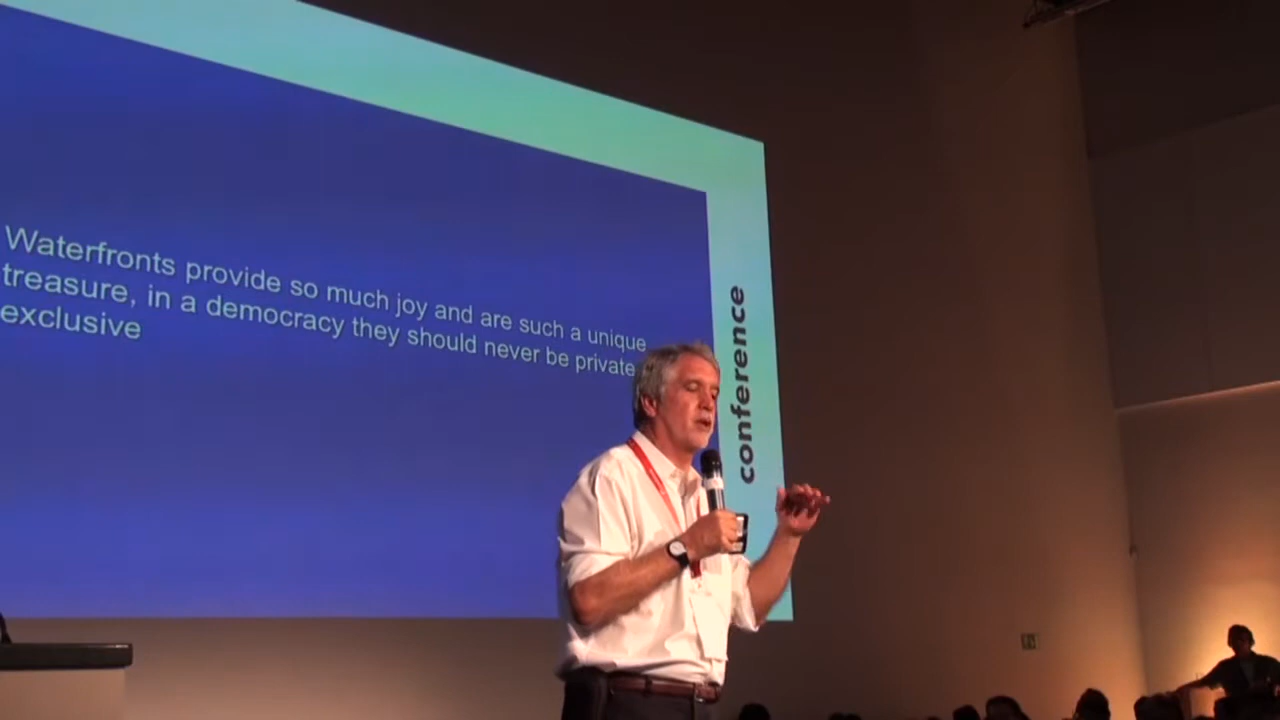 Waterfronts provide so much joy and are such a unique
treasure, in a democracy they should never be private
exclusive
conference